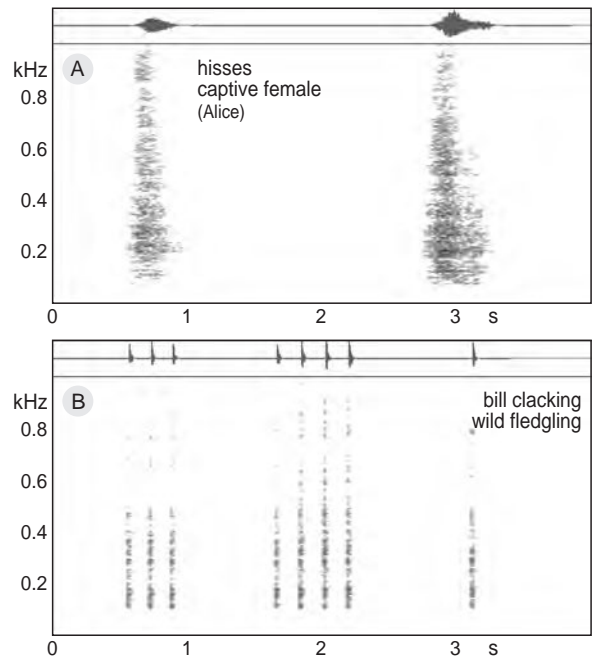 kHz
A
hisses
captive female
(Alice)
0.8
0.6
0.4
0.2
0 1 2 3 s
kHz
B
bill clacking
wild fledgling
0.8
0.6
0.4
0.2
0 1 2 3 s